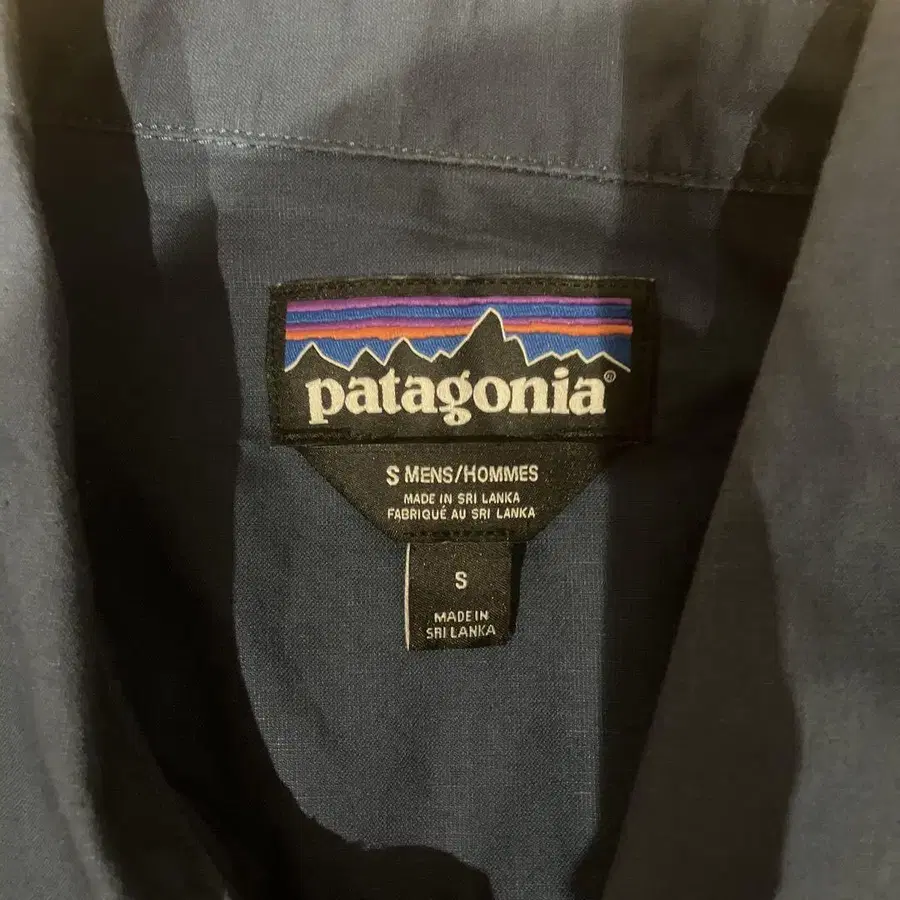 patagonia®
S MENS/HOMMES
MADE IN SRI LANKA
FABRIQUÉ AU SRI LANKA
S
MADE IN
SRI LANKA